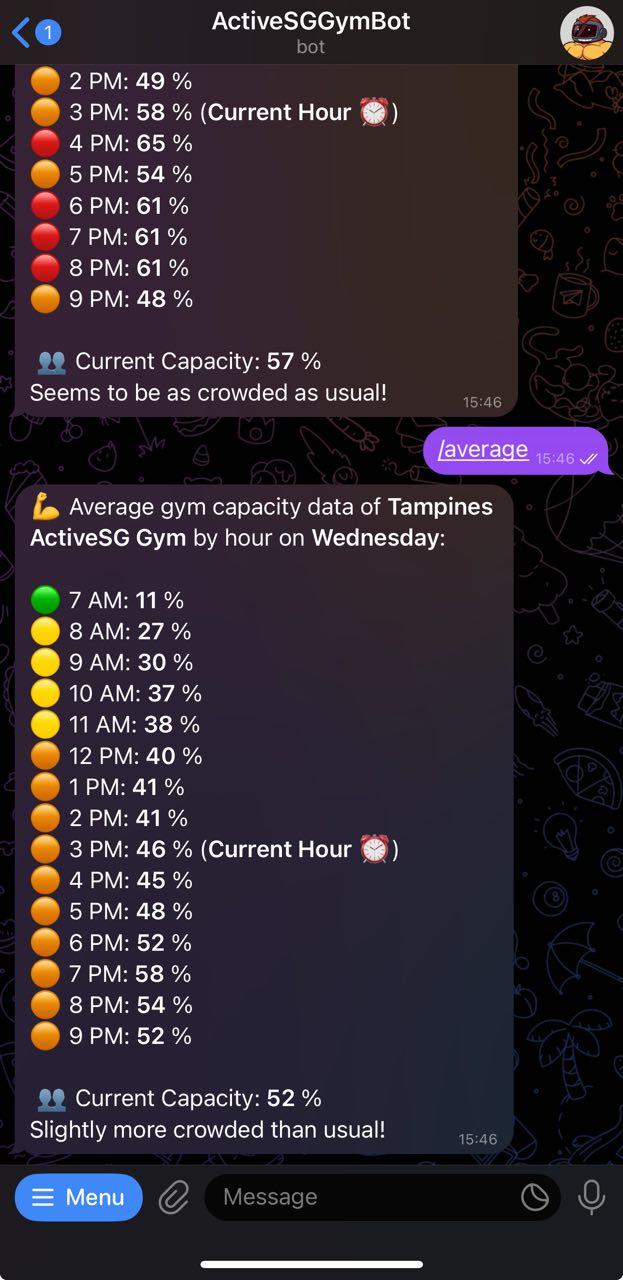 1
ActiveSGGymBot
bot
2 PM: 49 %
3 PM: 58 % (Current Hour ⏰)
4 PM: 65 %
5 PM: 54 %
6 PM: 61 %
7 PM: 61 %
8 PM: 61 %
9 PM: 48 %
Current Capacity: 57 %
Seems to be as crowded as usual!
15:46
/average 15:46
Average gym capacity data of Tampines
ActiveSG Gym by hour on Wednesday:
7 AM: 11 %
8 AM: 27 %
9 AM: 30 %
10 AM: 37 %
11 AM: 38 %
12 PM: 40 %
1 PM: 41 %
2 PM: 41 %
3 PM: 46 % (Current Hour ⏰)
4 PM: 45 %
5 PM: 48 %
6 PM: 52 %
7 PM: 58 %
8 PM: 54 %
9 PM: 52 %
Current Capacity: 52 %
Slightly more crowded than usual!
15:46
Menu
Message